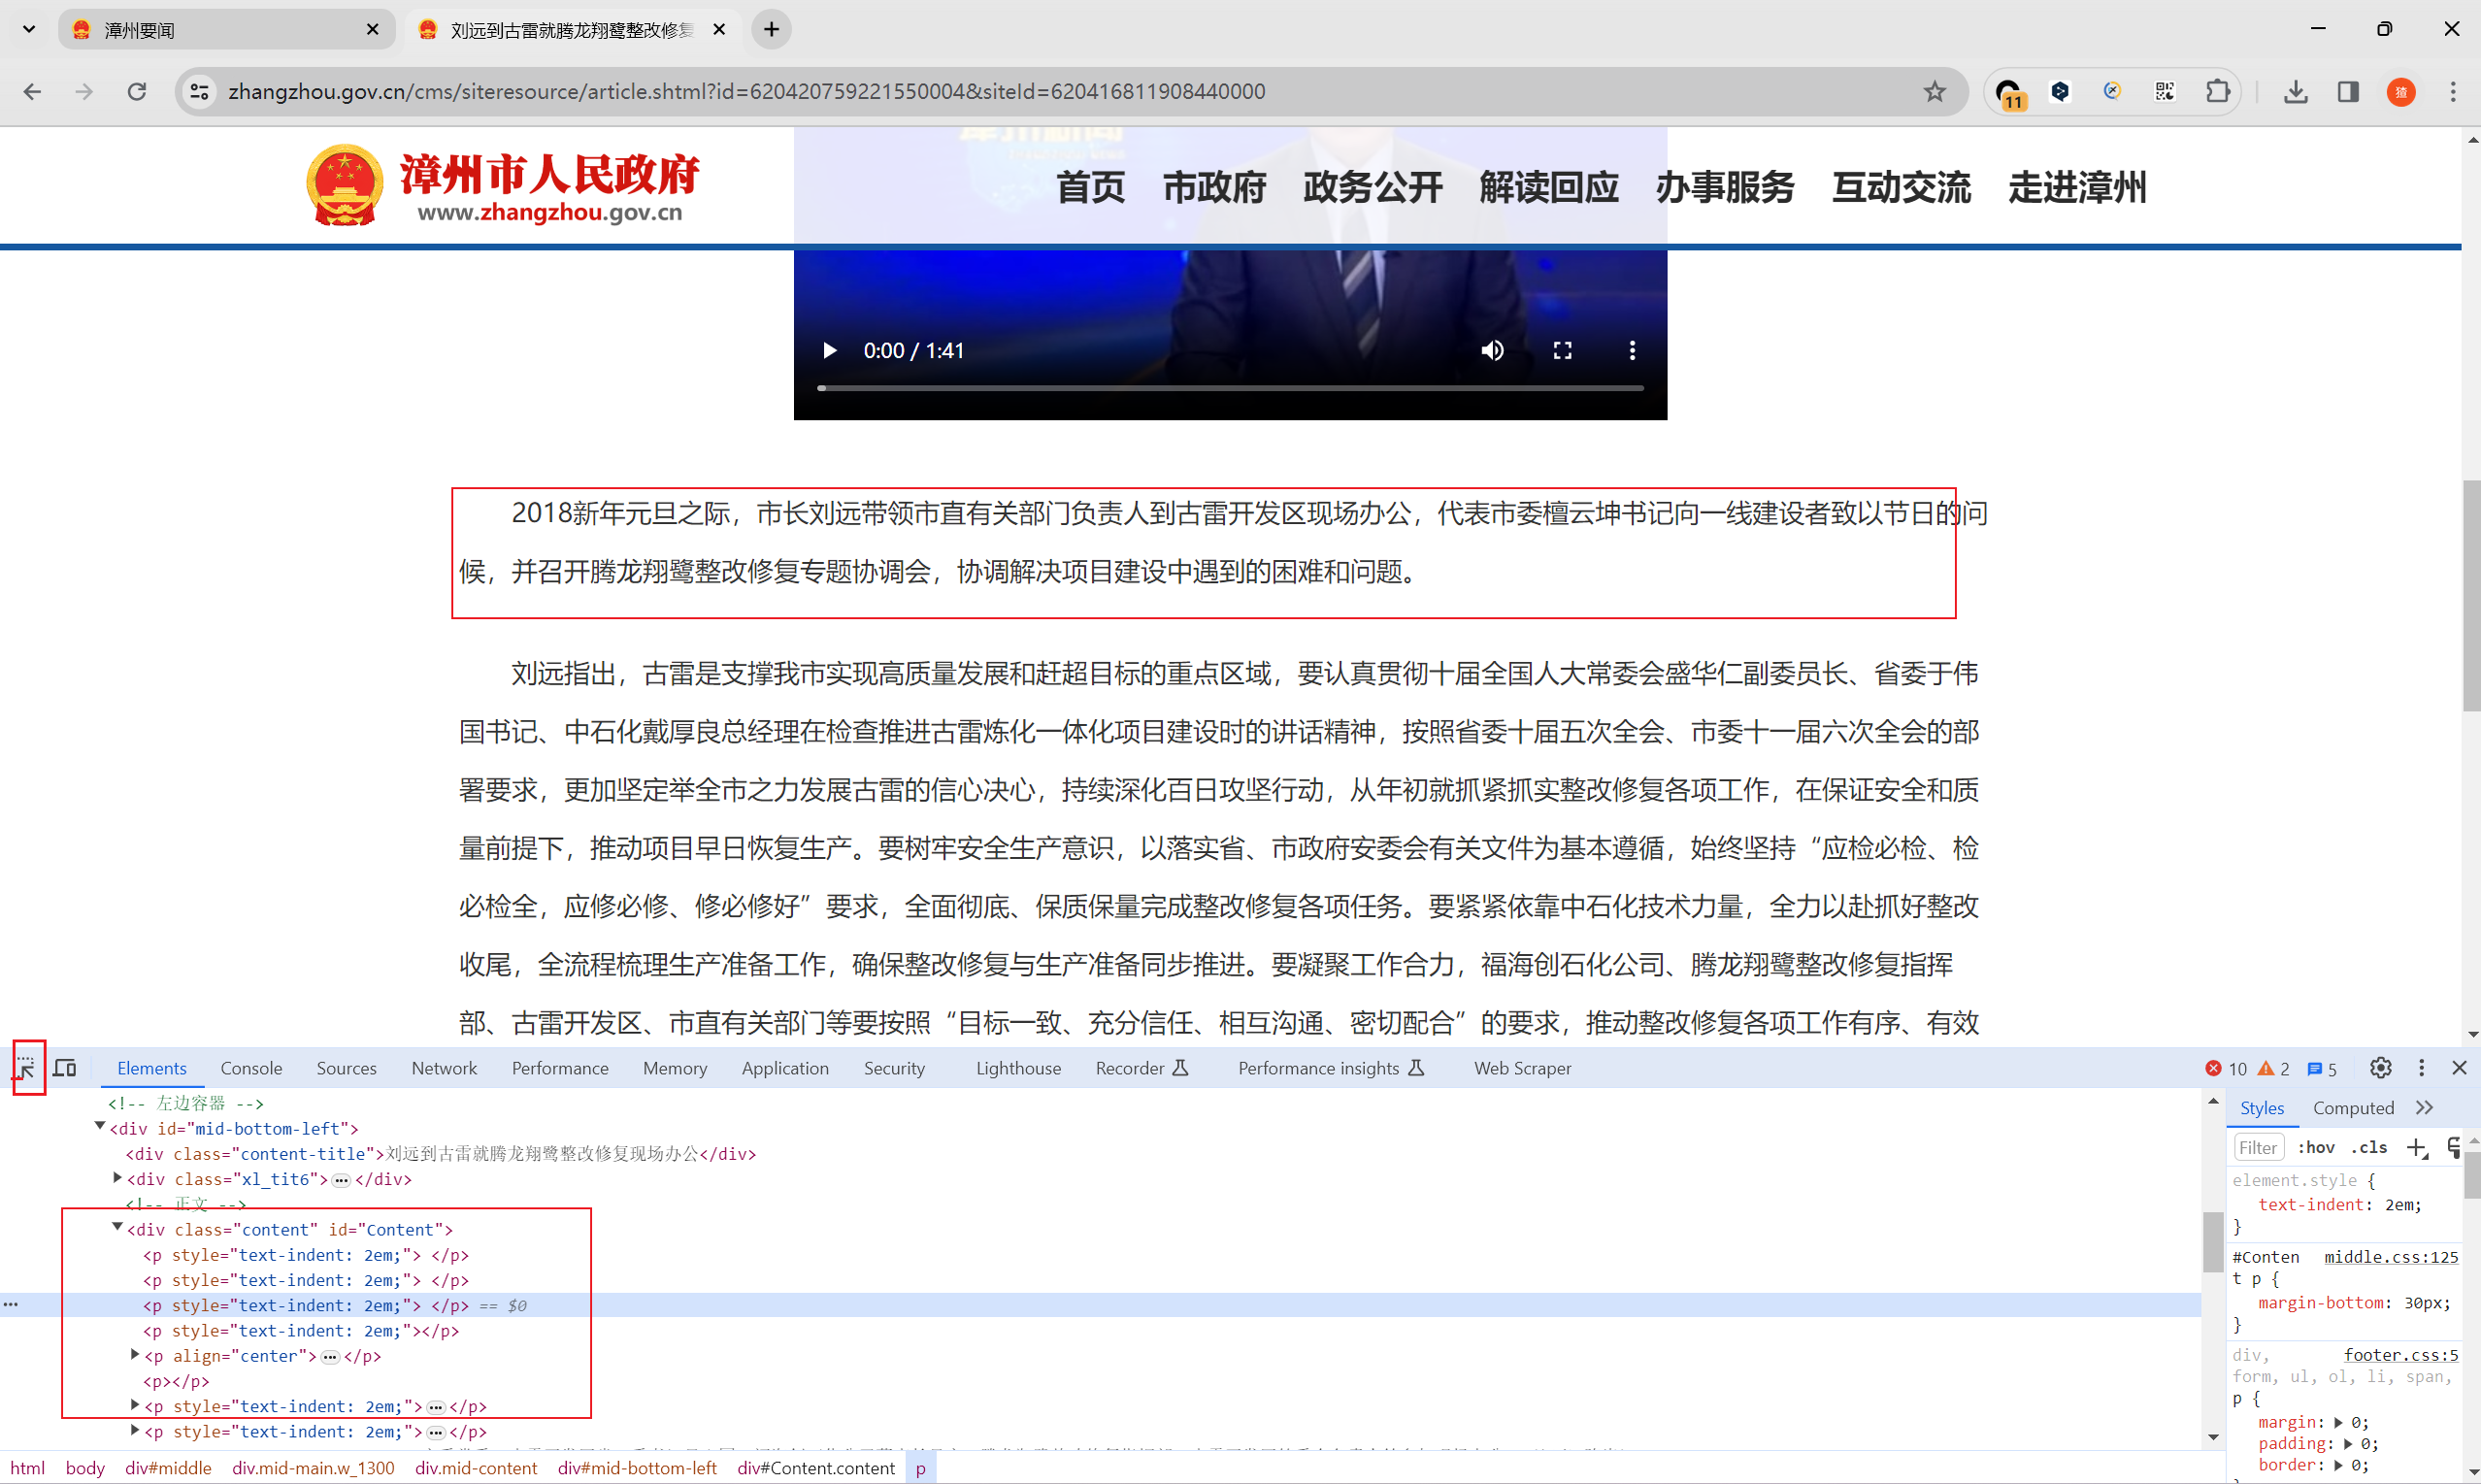 漳州要闻
刘远到古雷就腾龙翔鹭整改修复
zhangzhou.gov.cn/cms/siteresource/article.shtml?id=620420759221550004&siteId=620416811908440000
11
猹
漳州市人民政府
www.zhangzhou.gov.cn
首页 市政府 政务公开 解读回应 办事服务 互动交流 走进漳州
0:00 / 1:41
2018新年元旦之际，市长刘远带领市直有关部门负责人到古雷开发区现场办公，代表市委檀云坤书记向一线建设者致以节日的问
候，并召开腾龙翔鹭整改修复专题协调会，协调解决项目建设中遇到的困难和问题。
刘远指出，古雷是支撑我市实现高质量发展和赶超目标的重点区域，要认真贯彻十届全国人大常委会盛华仁副委员长、省委于伟
国书记、中石化戴厚良总经理在检查推进古雷炼化一体化项目建设时的讲话精神，按照省委十届五次全会、市委十一届六次全会的部
署要求，更加坚定举全市之力发展古雷的信心决心，持续深化百日攻坚行动，从年初就抓紧抓实整改修复各项工作，在保证安全和质
量前提下，推动项目早日恢复生产。要树牢安全生产意识，以落实省、市政府安委会有关文件为基本遵循，始终坚持“应检必检、检
必检全，应修必修、修必修好”要求，全面彻底、保质保量完成整改修复各项任务。要紧紧依靠中石化技术力量，全力以赴抓好整改
收尾，全流程梳理生产准备工作，确保整改修复与生产准备同步推进。要凝聚工作合力，福海创石化公司、腾龙翔鹭整改修复指挥
部、古雷开发区、市直有关部门等要按照“目标一致、充分信任、相互沟通、密切配合”的要求，推动整改修复各项工作有序、有效
Elements Console Sources Network Performance Memory Application Security Lighthouse Recorder Performance insights Web Scraper 10 2 5
<!-- 左边容器 -->
<div id="mid-bottom-left">
<div class="content-title">刘远到古雷就腾龙翔鹭整改修复现场办公</div>
<div class="xl_tit6">…</div>
<!-- 正文 -->
<div class="content" id="Content">
<p style="text-indent: 2em;"> </p>
<p style="text-indent: 2em;"> </p>
<p style="text-indent: 2em;"> </p> == $0
<p style="text-indent: 2em;"></p>
<p align="center">…</p>
<p></p>
<p style="text-indent: 2em;">…</p>
<p style="text-indent: 2em;">…</p>
html body div#middle div.mid-main.w_1300 div.mid-content div#mid-bottom-left div#Content.content p
Styles Computed
Filter :hov .cls
element.style {
text-indent: 2em;
}
#Conten middle.css:125
t p {
margin-bottom: 30px;
}
div, footer.css:5
form, ul, ol, li, span,
p {
margin: 0;
padding: 0;
border: 0;